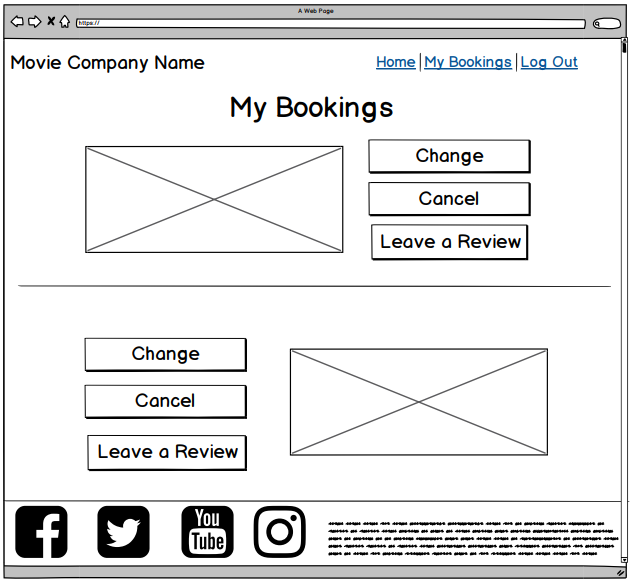 A Web Page
https://
Movie Company Name
Home My Bookings Log Out
My Bookings
Change
Cancel
Leave a Review
Change
Cancel
Leave a Review
You
Tube